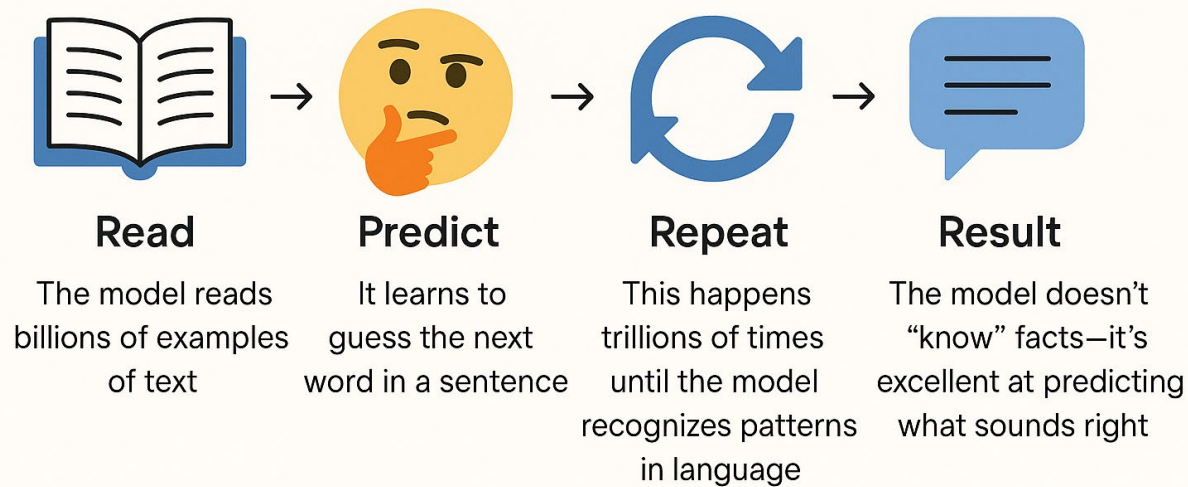 Read
The model reads
billions of examples
of text
Predict
It learns to
guess the next
word in a sentence
Repeat
This happens
trillions of times
until the model
recognizes patterns
in language
Result
The model doesn’t
“know” facts—it’s
excellent at predicting
what sounds right